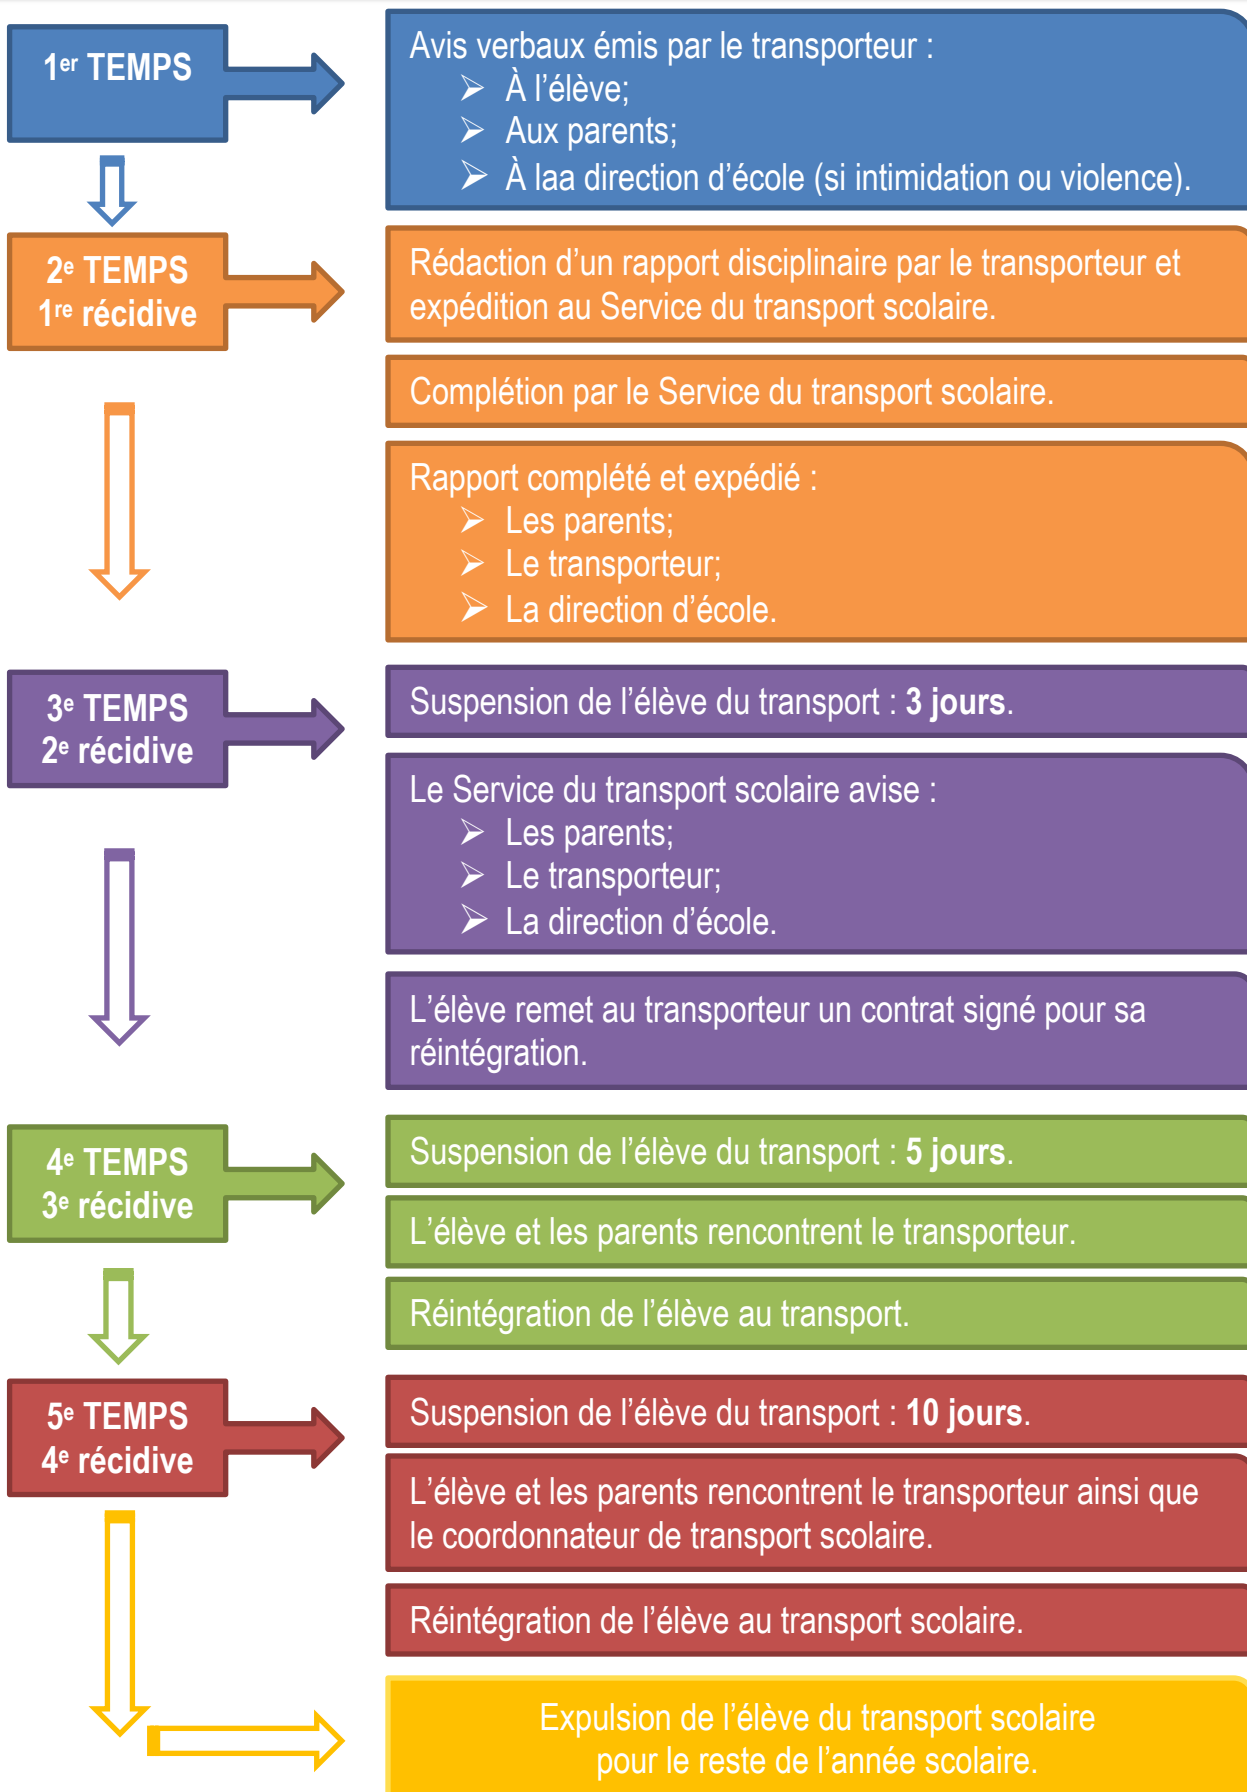 1er TEMPS
Avis verbaux émis par le transporteur :
➢ À l'élève;
➢ Aux parents;
➢ À laa direction d'école (si intimidation ou violence).
2e TEMPS
1re récidive
Rédaction d'un rapport disciplinaire par le transporteur et
expédition au Service du transport scolaire.
Complétion par le Service du transport scolaire.
Rapport complété et expédié :
➢ Les parents;
➢ Le transporteur;
➢ La direction d'école.
3e TEMPS
2e récidive
Suspension de l'élève du transport : 3 jours.
Le Service du transport scolaire avise :
➢ Les parents;
➢ Le transporteur;
➢ La direction d'école.
L'élève remet au transporteur un contrat signé pour sa
réintégration.
4e TEMPS
3e récidive
Suspension de l'élève du transport : 5 jours.
L'élève et les parents rencontrent le transporteur.
Réintégration de l'élève au transport.
5e TEMPS
4e récidive
Suspension de l'élève du transport : 10 jours.
L'élève et les parents rencontrent le transporteur ainsi que
le coordonnateur de transport scolaire.
Réintégration de l'élève au transport scolaire.
Expulsion de l'élève du transport scolaire
pour le reste de l'année scolaire.